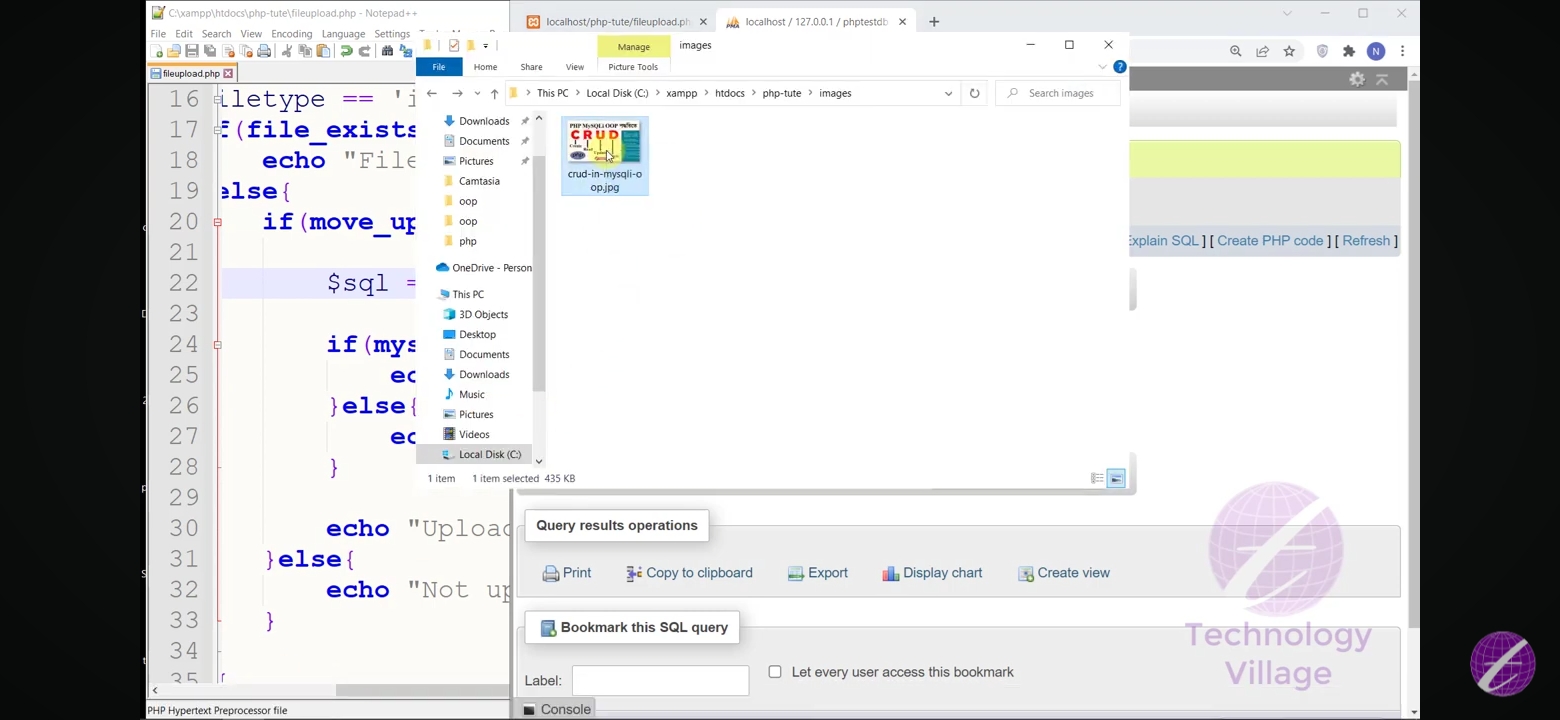 C:\xampp\htdocs\php-tute\fileupload.php - Notepad++
File Edit Search View Encoding Language Settings
fileupload.php
localhost/php-tute/fileupload.ph
localhost / 127.0.0.1 / phptestdb
N
Manage
images
File Home Share View Picture Tools
This PC > Local Disk (C:) > xampp > htdocs > php-tute > images
Search images
Downloads
Documents
Pictures
Camtasia
oop
oop
php
OneDrive - Person
This PC
3D Objects
Desktop
Documents
Downloads
Music
Pictures
Videos
Local Disk (C:)
CRUD
crud-in-mysqli-o
op.jpg
1 item 1 item selected 435 KB
16 iletype == 'i
17 f(file_exists
18 echo "File
19 else{
20 if(move_up
21
22 $sql =
23
24 if(mys
25 ec
26 }else{
27 ec
28 }
29
30 echo "Upload
31 }else{
32 echo "Not up
33 }
34
35
PHP Hypertext Preprocessor file
Explain SQL ] [ Create PHP code ] [ Refresh ]
Query results operations
Print Copy to clipboard Export Display chart Create view
Bookmark this SQL query
Label:
Let every user access this bookmark
Console
Technology
Village